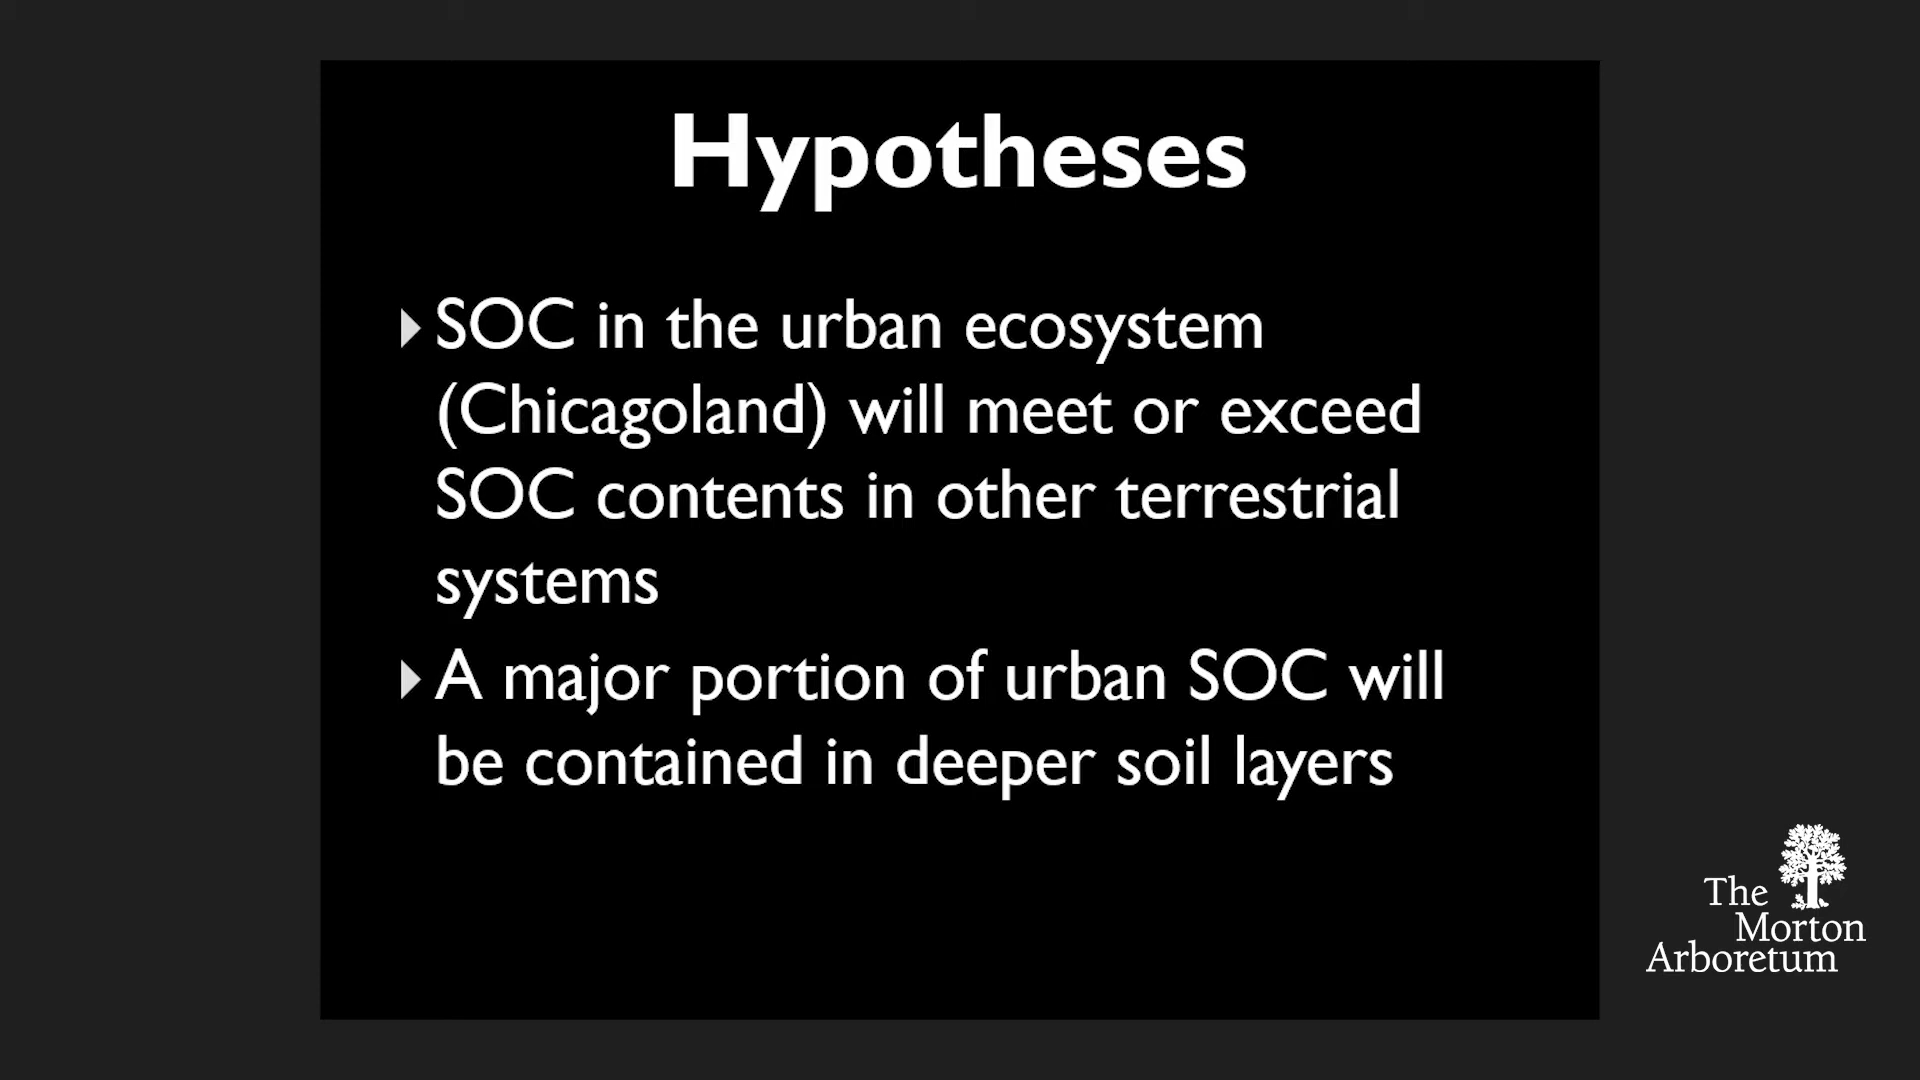 Hypotheses
SOC in the urban ecosystem
(Chicagoland) will meet or exceed
SOC contents in other terrestrial
systems
A major portion of urban SOC will
be contained in deeper soil layers
The
Morton
Arboretum